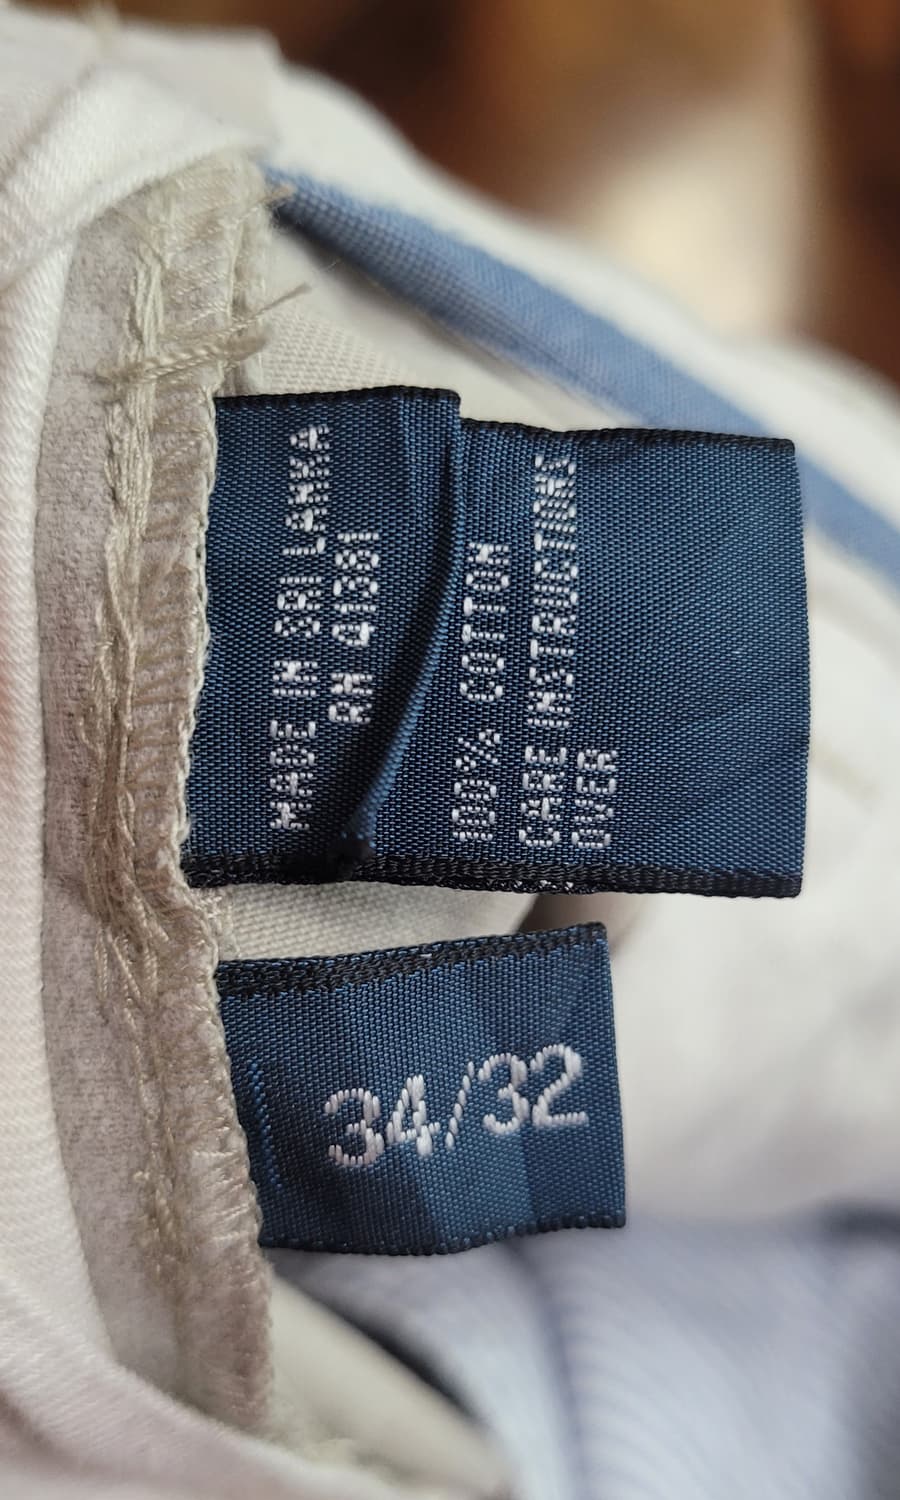 MADE IN SRI LANKA
RN 41381
100% COTTON
CARE INSTRUCTIONS
OVER
34/32